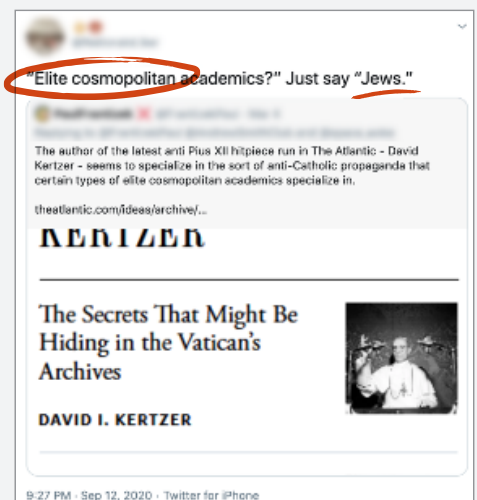 "Elite cosmopolitan academics?" Just say "Jews."
The author of the latest anti Pius XII hitpiece run in The Atlantic - David
Kertzer - seems to specialize in the sort of anti-Catholic propaganda that
certain types of elite cosmopolitan academics specialize in.
theatlantic.com/ideas/archive/...
KERTZER
The Secrets That Might Be
Hiding in the Vatican's
Archives
DAVID I. KERTZER
9:27 PM · Sep 12, 2020 · Twitter for iPhone